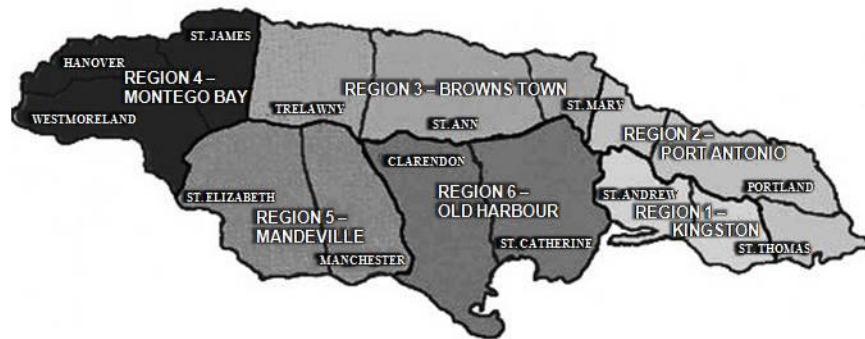 ST. JAMES
HANOVER
REGION 4 –
MONTEGO BAY
WESTMORELAND
REGION 3 – BROWNS TOWN
TRELAWNY
ST. ANN
ST. MARY
REGION 2 –
PORT ANTONIO
PORTLAND
CLARENDON
REGION 6 –
OLD HARBOUR
ST. CATHERINE
ST. ELIZABETH
REGION 5 –
MANDEVILLE
MANCHESTER
ST. ANDREW
REGION 1 –
KINGSTON
ST. THOMAS